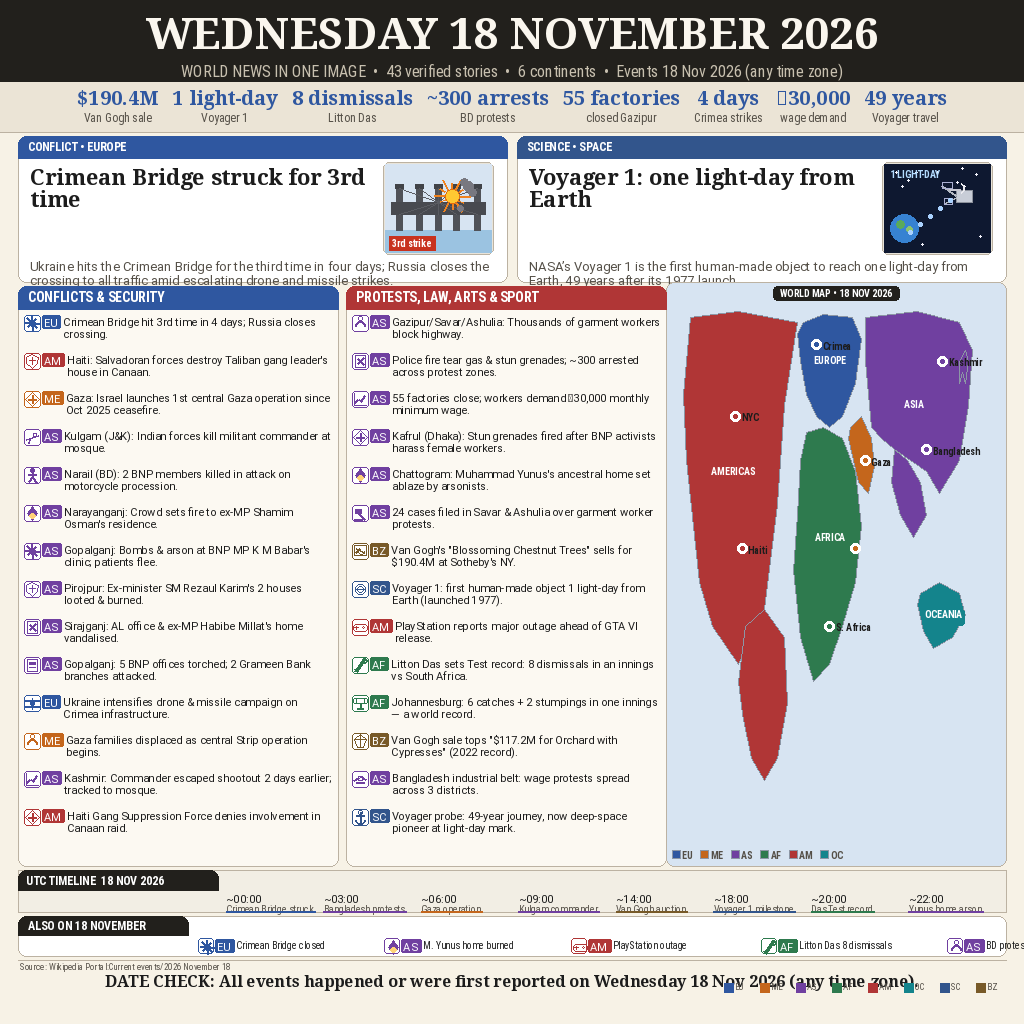 WEDNESDAY 18 NOVEMBER 2026
WORLD NEWS IN ONE IMAGE • 43 verified stories • 6 continents • Events 18 Nov 2026 (any time zone)
$190.4M
Van Gogh sale
1 light-day
Voyager 1
8 dismissals
Litton Das
~300 arrests
BD protests
55 factories
closed Gazipur
4 days
Crimea strikes
▯30,000
wage demand
49 years
Voyager travel
CONFLICT • EUROPE
Crimean Bridge struck for 3rd
time
3rd strike
Ukraine hits the Crimean Bridge for the third time in four days; Russia closes the
crossing to all traffic amid escalating drone and missile strikes.
SCIENCE • SPACE
Voyager 1: one light-day from
Earth
1 LIGHT-DAY
NASA's Voyager 1 is the first human-made object to reach one light-day from
Earth, 49 years after its 1977 launch.
CONFLICTS & SECURITY
EU Crimean Bridge hit 3rd time in 4 days; Russia closes
crossing.
AM Haiti: Salvadoran forces destroy Taliban gang leader's
house in Canaan.
ME Gaza: Israel launches 1st central Gaza operation since
Oct 2025 ceasefire.
AS Kulgam (J&K): Indian forces kill militant commander at
mosque.
AS Narail (BD): 2 BNP members killed in attack on
motorcycle procession.
AS Narayanganj: Crowd sets fire to ex-MP Shamim
Osman's residence.
AS Gopalganj: Bombs & arson at BNP MP K M Babar's
clinic; patients flee.
AS Pirojpur: Ex-minister SM Rezaul Karim's 2 houses
looted & burned.
AS Sirajganj: AL office & ex-MP Habibe Millat's home
vandalised.
AS Gopalganj: 5 BNP offices torched; 2 Grameen Bank
branches attacked.
EU Ukraine intensifies drone & missile campaign on
Crimea infrastructure.
ME Gaza families displaced as central Strip operation
begins.
AS Kashmir: Commander escaped shootout 2 days earlier;
tracked to mosque.
AM Haiti Gang Suppression Force denies involvement in
Canaan raid.
PROTESTS, LAW, ARTS & SPORT
AS Gazipur/Savar/Ashulia: Thousands of garment workers
block highway.
AS Police fire tear gas & stun grenades; ~300 arrested
across protest zones.
AS 55 factories close; workers demand ▯30,000 monthly
minimum wage.
AS Kafrul (Dhaka): Stun grenades fired after BNP activists
harass female workers.
AS Chattogram: Muhammad Yunus's ancestral home set
ablaze by arsonists.
AS 24 cases filed in Savar & Ashulia over garment worker
protests.
BZ Van Gogh's "Blossoming Chestnut Trees" sells for
$190.4M at Sotheby's NY.
SC Voyager 1: first human-made object 1 light-day from
Earth (launched 1977).
AM PlayStation reports major outage ahead of GTA VI
release.
AF Litton Das sets Test record: 8 dismissals in an innings
vs South Africa.
AF Johannesburg: 6 catches + 2 stumpings in one innings
— a world record.
BZ Van Gogh sale tops "$117.2M for Orchard with
Cypresses" (2022 record).
AS Bangladesh industrial belt: wage protests spread
across 3 districts.
SC Voyager probe: 49-year journey, now deep-space
pioneer at light-day mark.
WORLD MAP • 18 NOV 2026
Crimea
EUROPE
Kashmir
ASIA
NYC
Bangladesh
Gaza
AMERICAS
AFRICA
Haiti
OCEANIA
S. Africa
EU ME AS AF AM OC
UTC TIMELINE 18 NOV 2026
~00:00
Crimean Bridge struck
~03:00
Bangladesh protests
~06:00
Gaza operation
~09:00
Kulgam commander
~14:00
Van Gogh auction
~18:00
Voyager 1 milestone
~20:00
Das Test record
~22:00
Yunus home arson
ALSO ON 18 NOVEMBER
EU Crimean Bridge closed
AS M. Yunus home burned
AM PlayStation outage
AF Litton Das 8 dismissals
AS BD protes
Source: Wikipedia Portal:Current events/2026 November 18
DATE CHECK: All events happened or were first reported on Wednesday 18 Nov 2026 (any time zone).
EU ME AS AF AM OC SC BZ